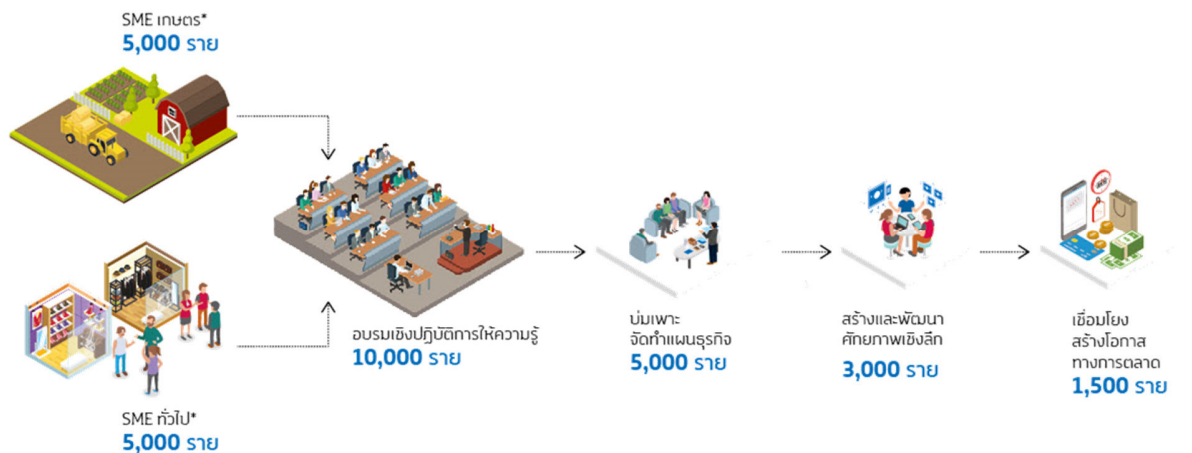 SME เกษตร*
5,000 ราย
SME ทั่วไป*
5,000 ราย
อบรมเชิงปฏิบัติการให้ความรู้
10,000 ราย
บ่มเพาะ
จัดทำแผนธุรกิจ
5,000 ราย
สร้างและพัฒนา
ศักยภาพเชิงลึก
3,000 ราย
เชื่อมโยง
สร้างโอกาส
ทางการตลาด
1,500 ราย